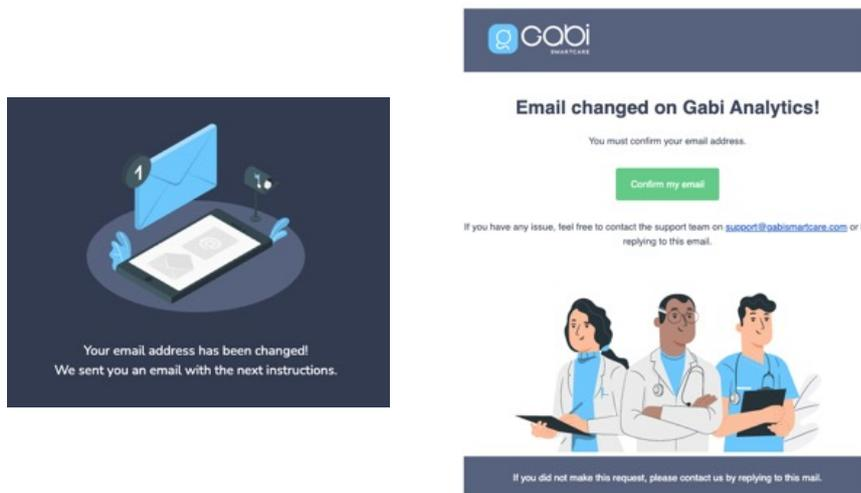 1
Your email address has been changed!
We sent you an email with the next instructions.
g Gabi
SMARTCARE
Email changed on Gabi Analytics!
You must confirm your email address.
Confirm my email
If you have any issue, feel free to contact the support team on support@gabismartcare.com or
replying to this email.
If you did not make this request, please contact us by replying to this mail.